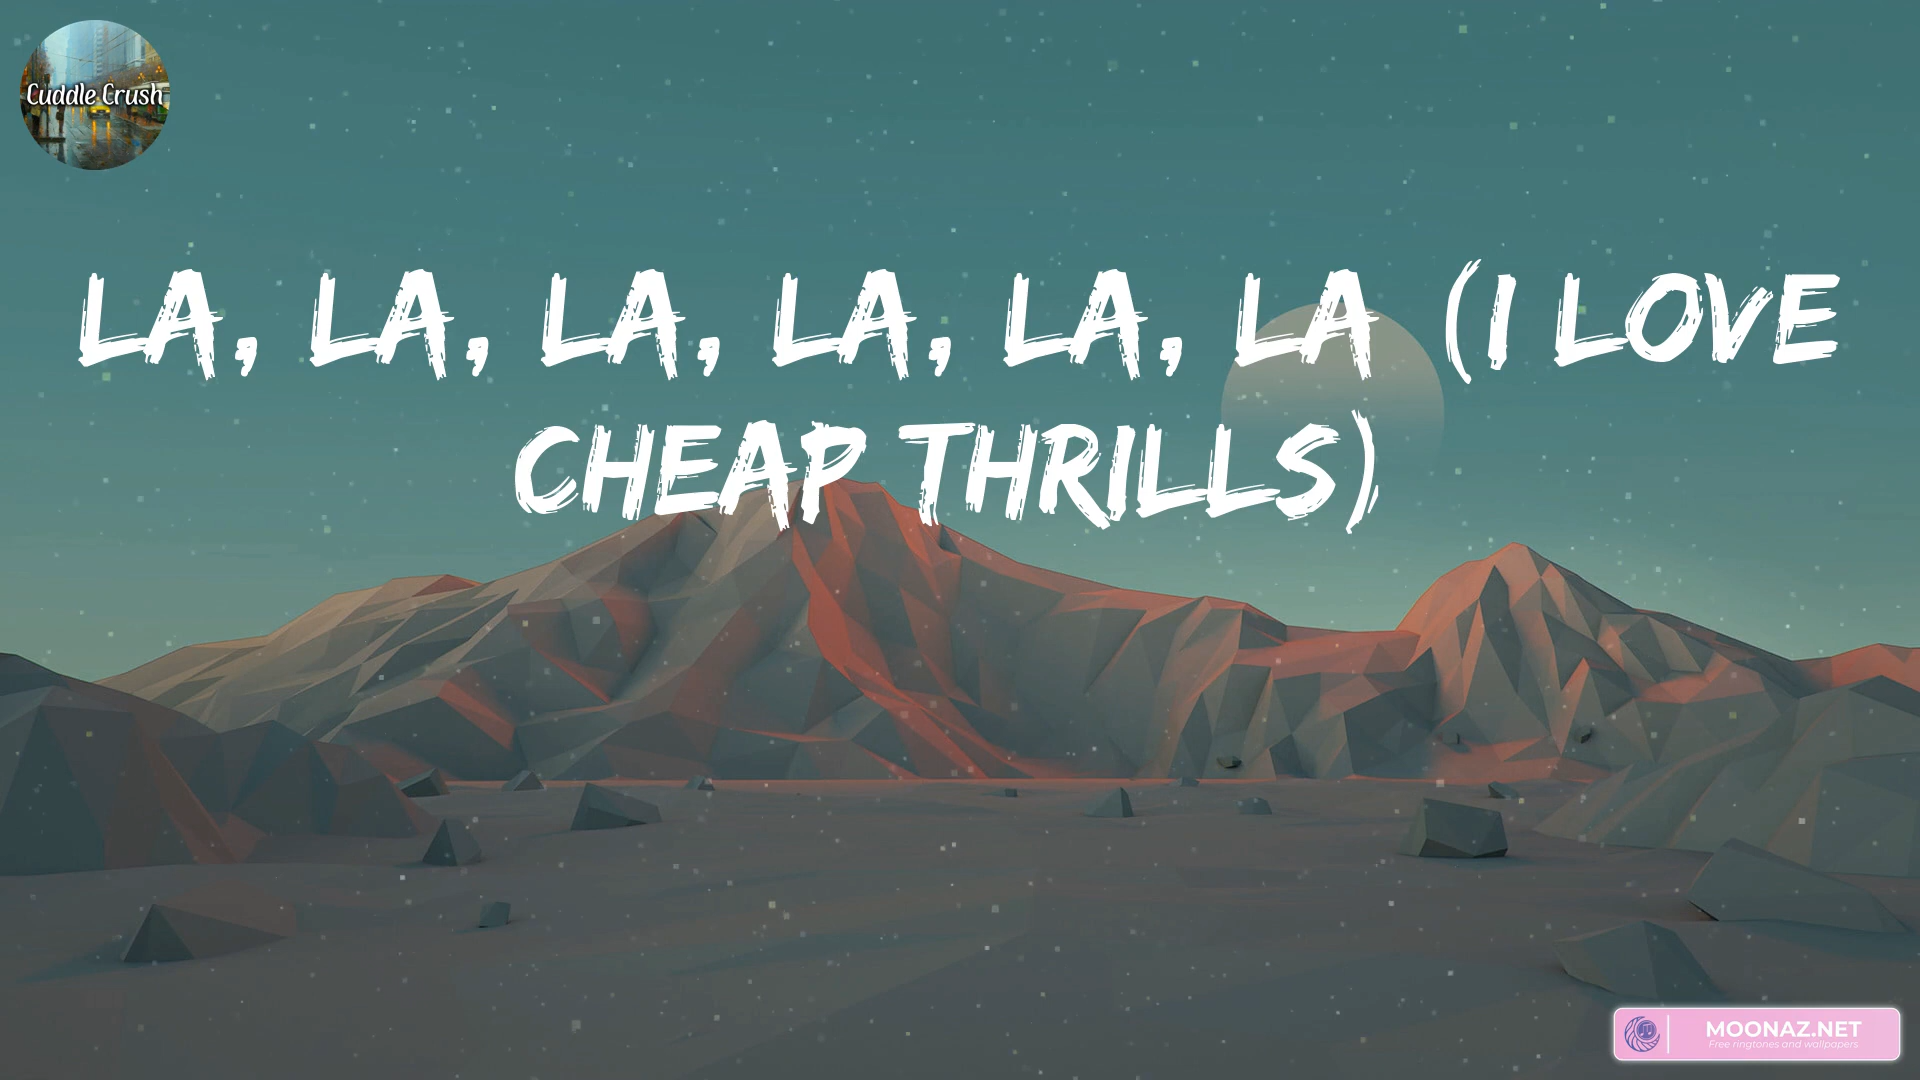 Cuddle Crush
LA, LA, LA, LA, LA, LA (I LOVE
CHEAP THRILLS)
MOONAZ.NET
Free ringtones and wallpapers